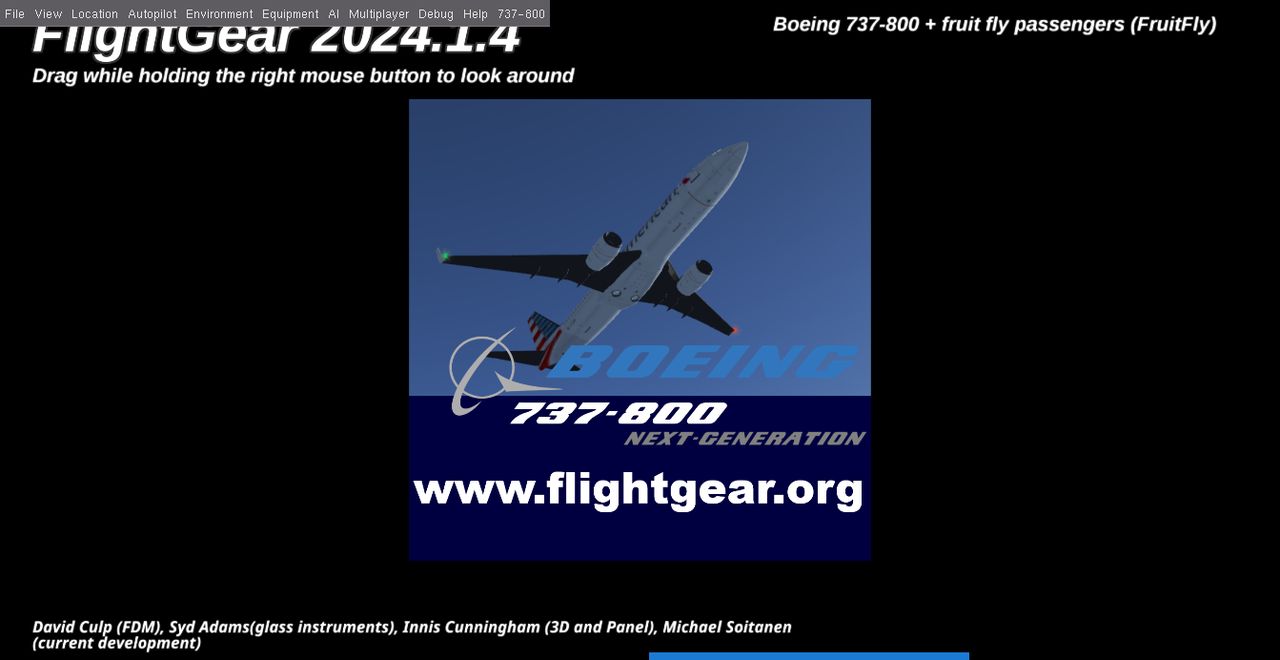 File View Location Autopilot Environment Equipment AI Multiplayer Debug Help 737-800
FlightGear 2024.1.4
Boeing 737-800 + fruit fly passengers (FruitFly)
Drag while holding the right mouse button to look around
BOEING
737-800
NEXT-GENERATION
www.flightgear.org
David Culp (FDM), Syd Adams(glass instruments), Innis Cunningham (3D and Panel), Michael Soitanen
(current development)